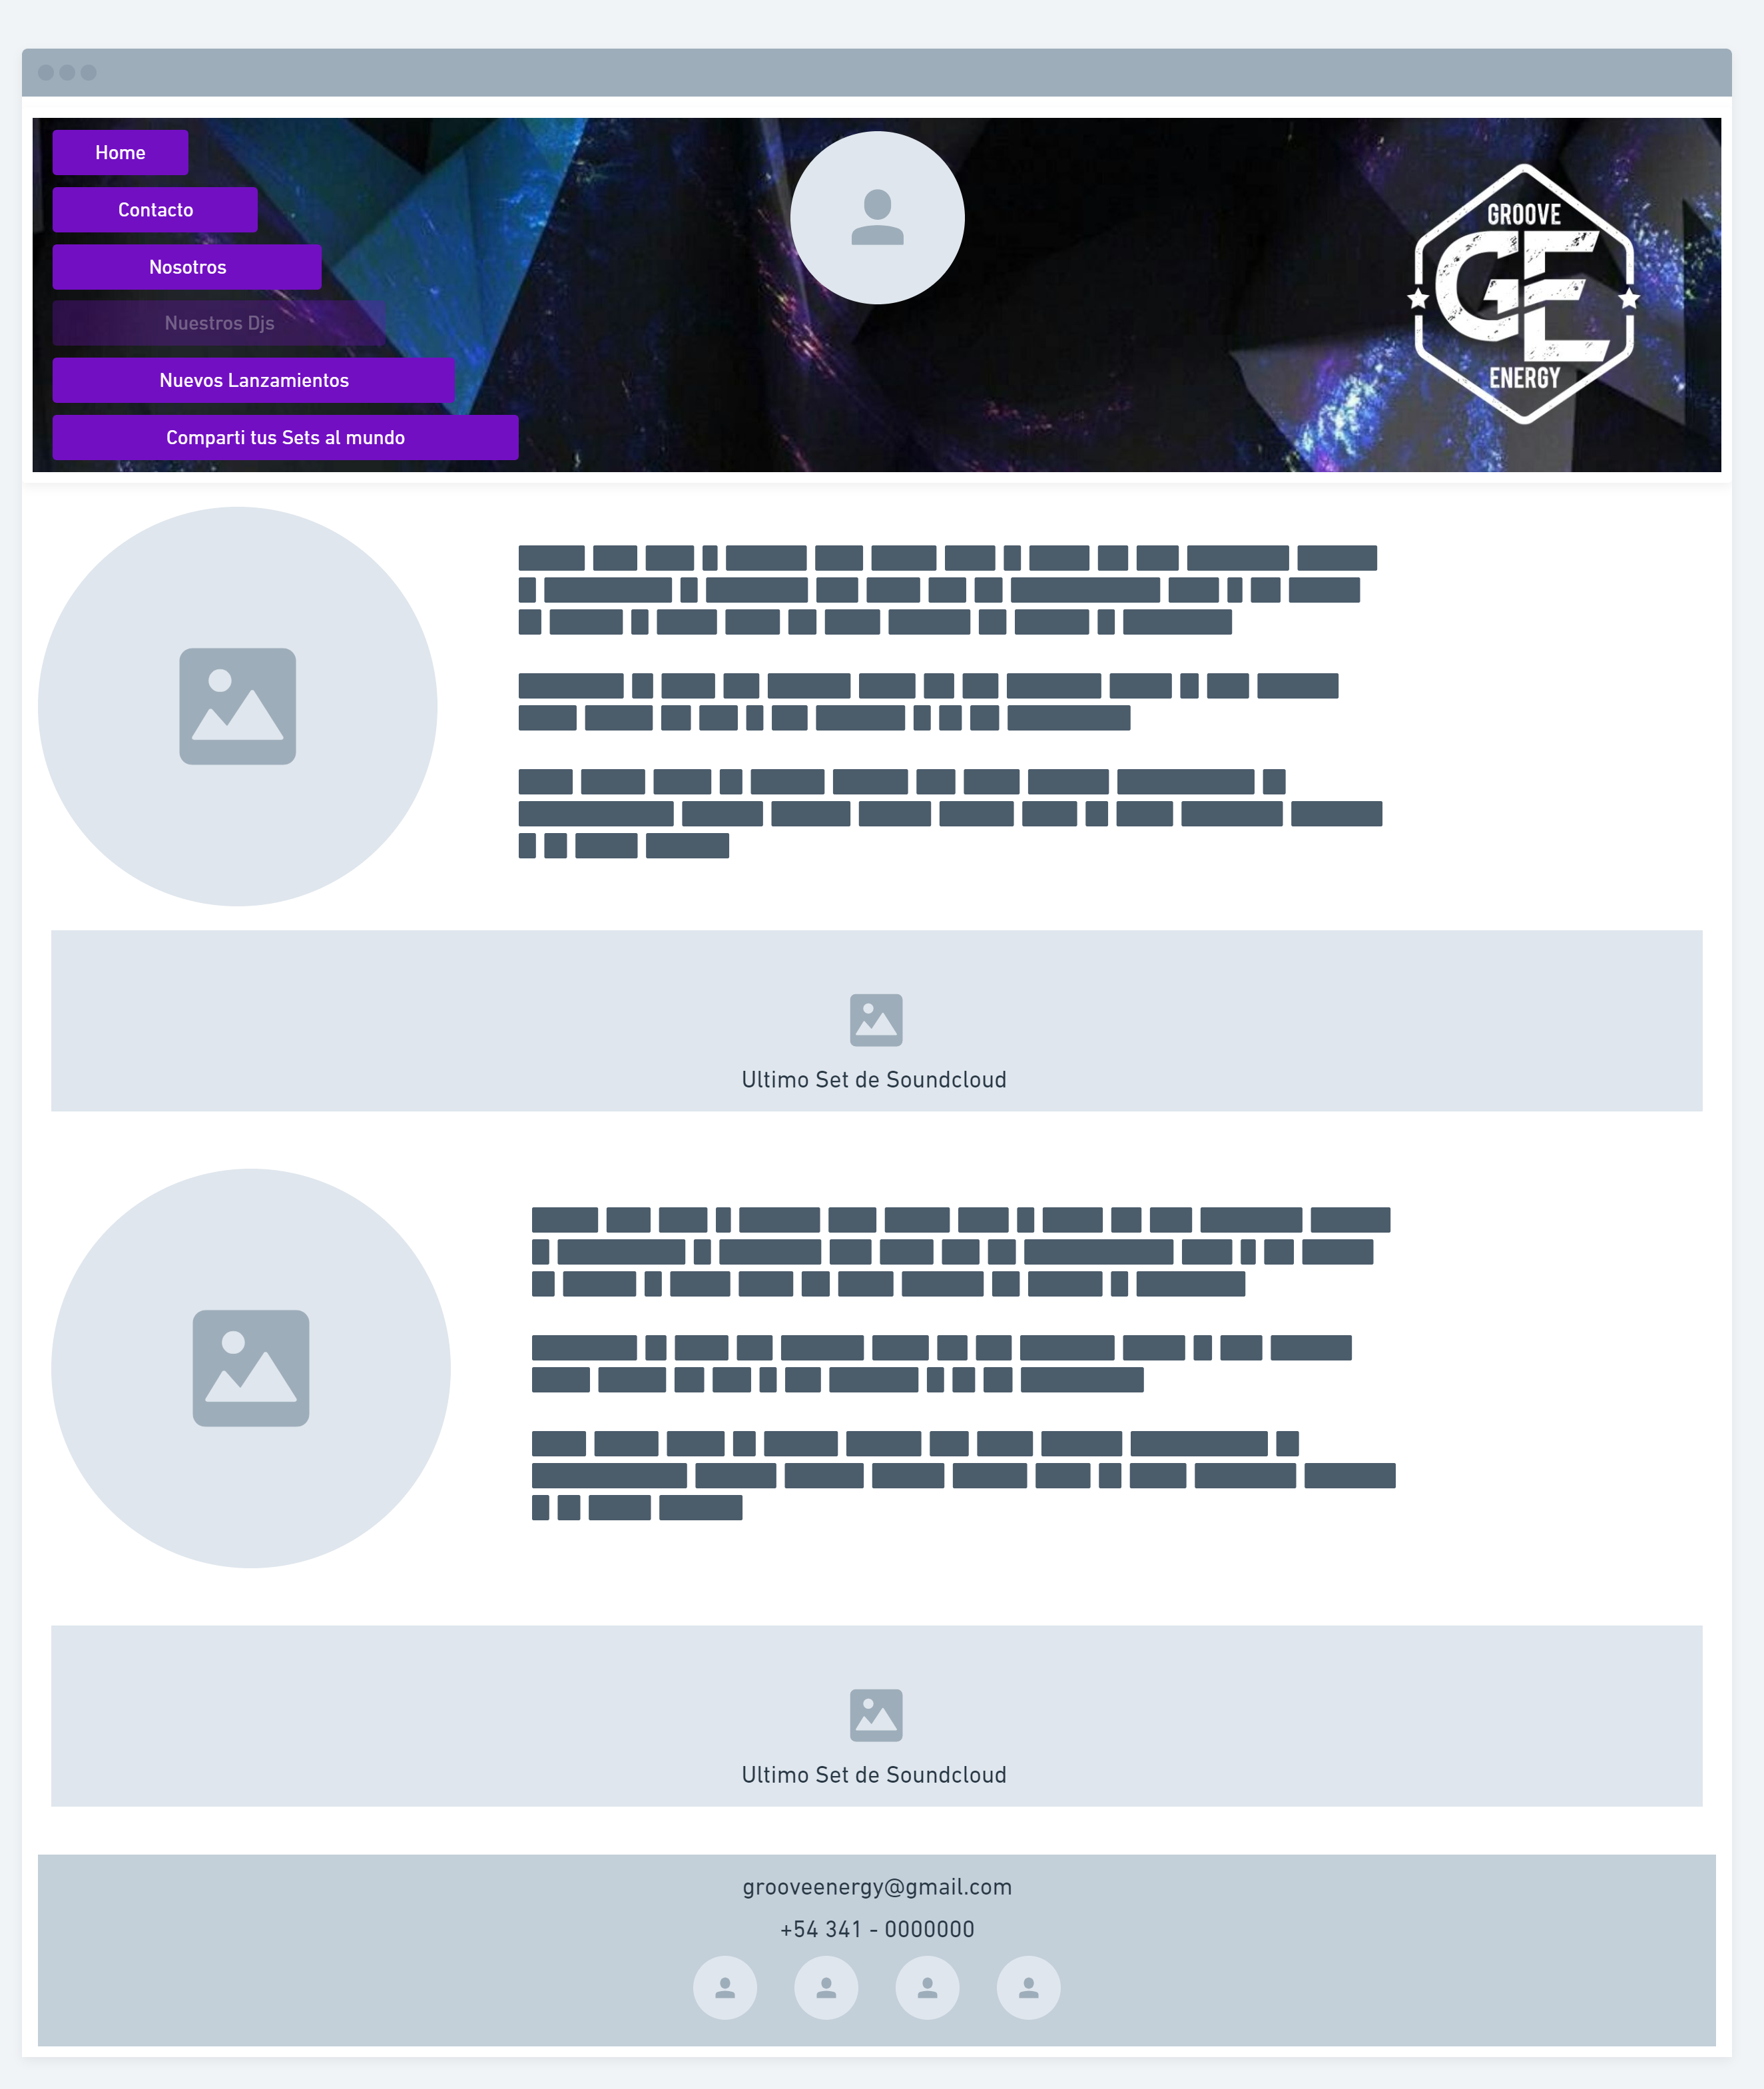 Home
Contacto
Nosotros
Nuestros Djs
Nuevos Lanzamientos
Comparti tus Sets al mundo
GROOVE
GE
ENERGY
Ultimo Set de Soundcloud
Ultimo Set de Soundcloud
grooveenergy@gmail.com
+54 341 - 0000000